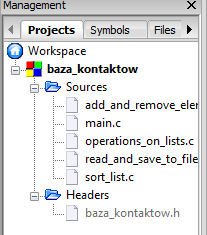 Management
Projects Symbols Files
Workspace
baza_kontaktow
Sources
add_and_remove_ele
main.c
operations_on_lists.c
read_and_save_to_file
sort_list.c
Headers
baza_kontaktow.h